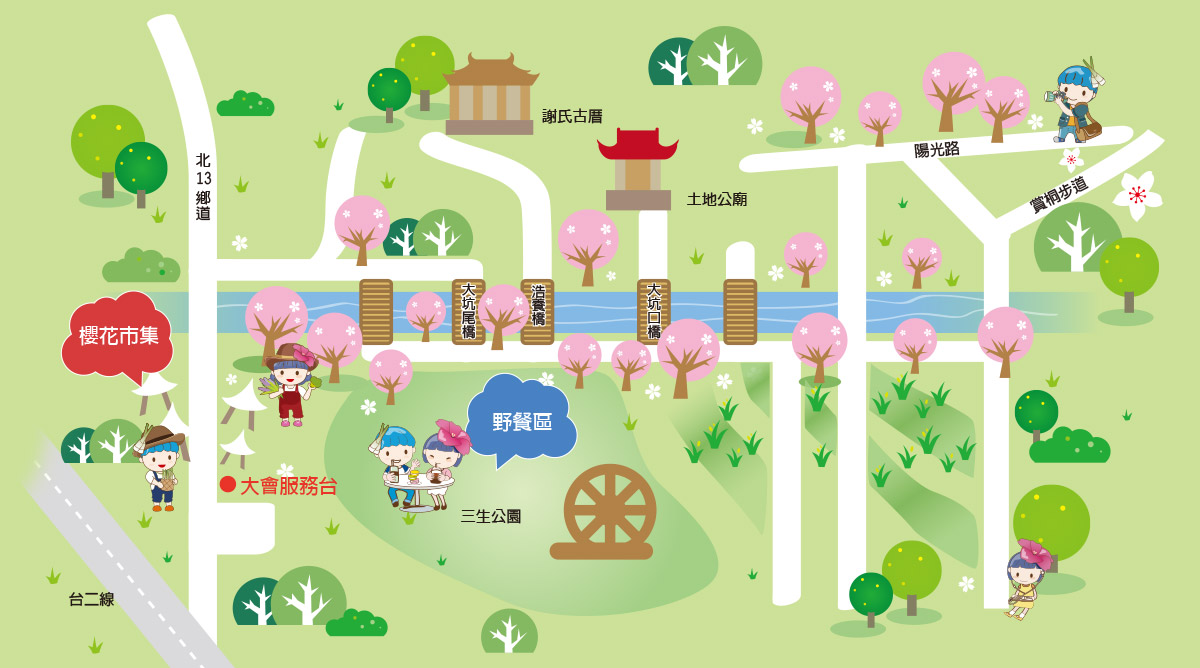 謝氏古厝
土地公廟
陽光路
賞桐步道
北13鄉道
大坑尾橋
浩養橋
大坑口橋
櫻花市集
野餐區
大會服務台
三生公園
台二線